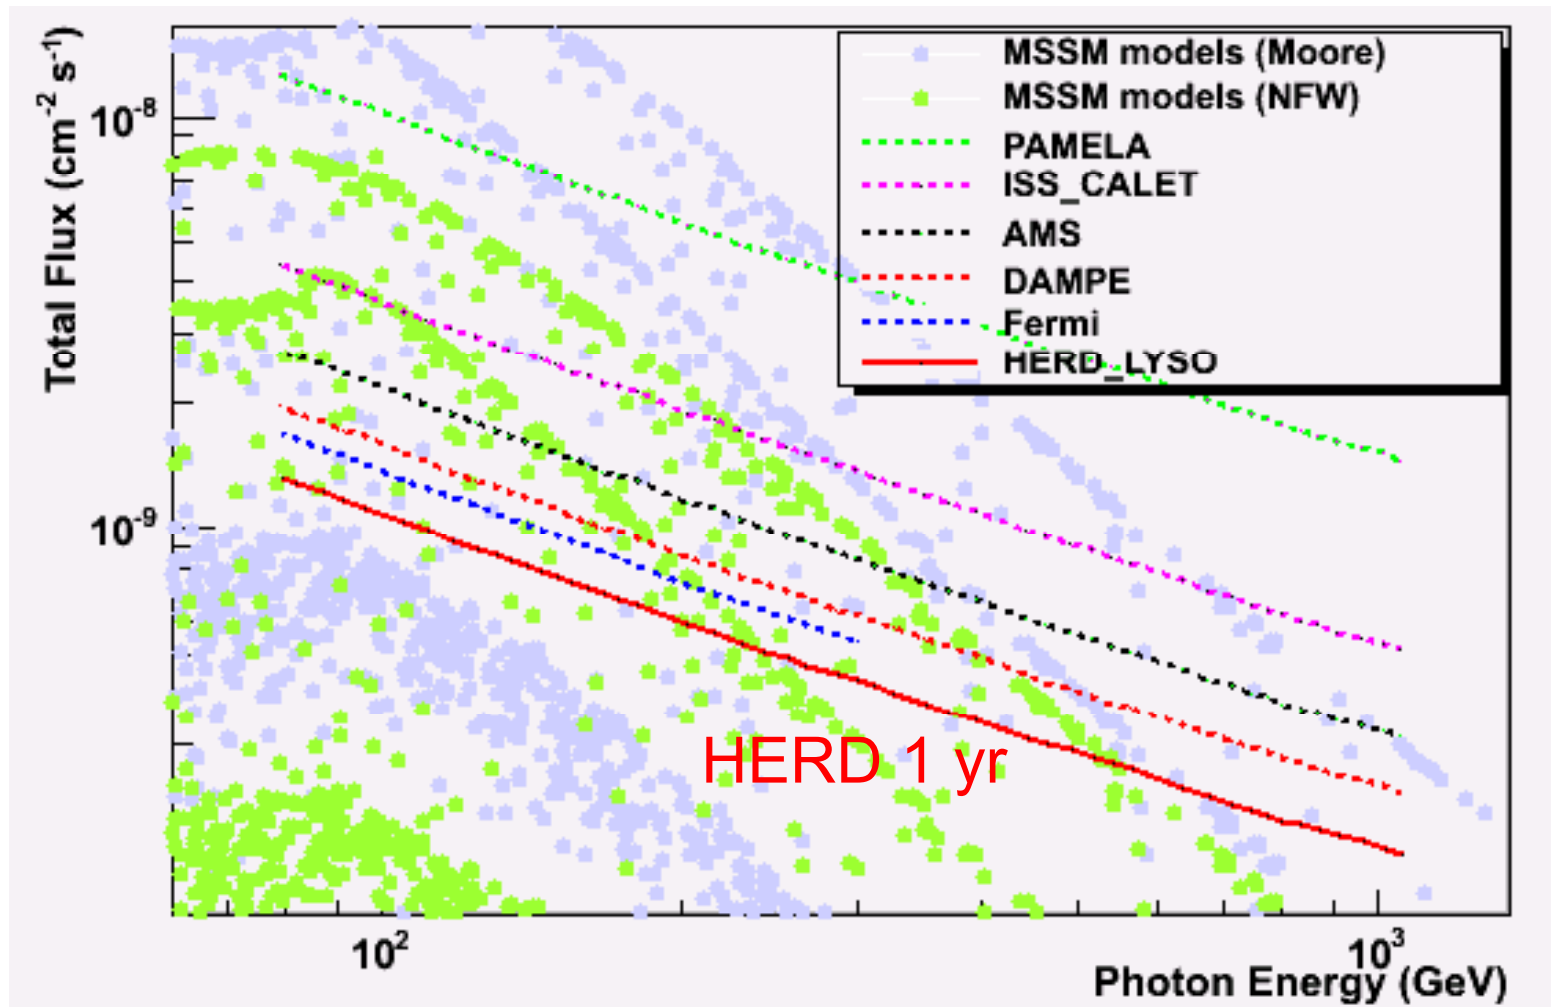 Total Flux (cm-2 s-1)
10-8
10-9
MSSM models (Moore)
MSSM models (NFW)
PAMELA
ISS_CALET
AMS
DAMPE
Fermi
HERD_LYSO
HERD 1 yr
102
103
Photon Energy (GeV)